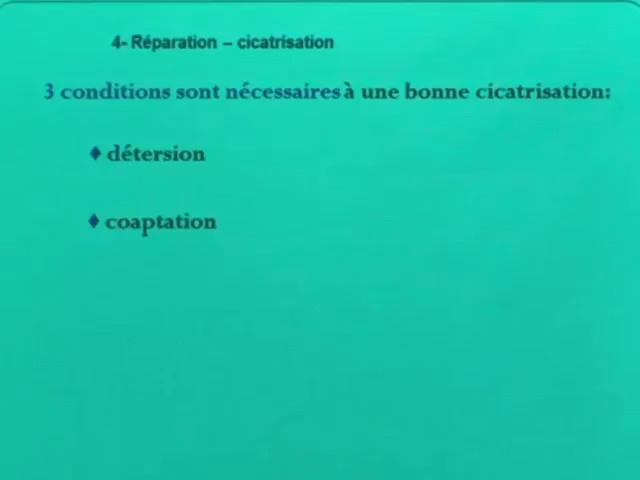 4- Réparation – cicatrisation
3 conditions sont nécessaires à une bonne cicatrisation:
♦ détersion
♦ coaptation